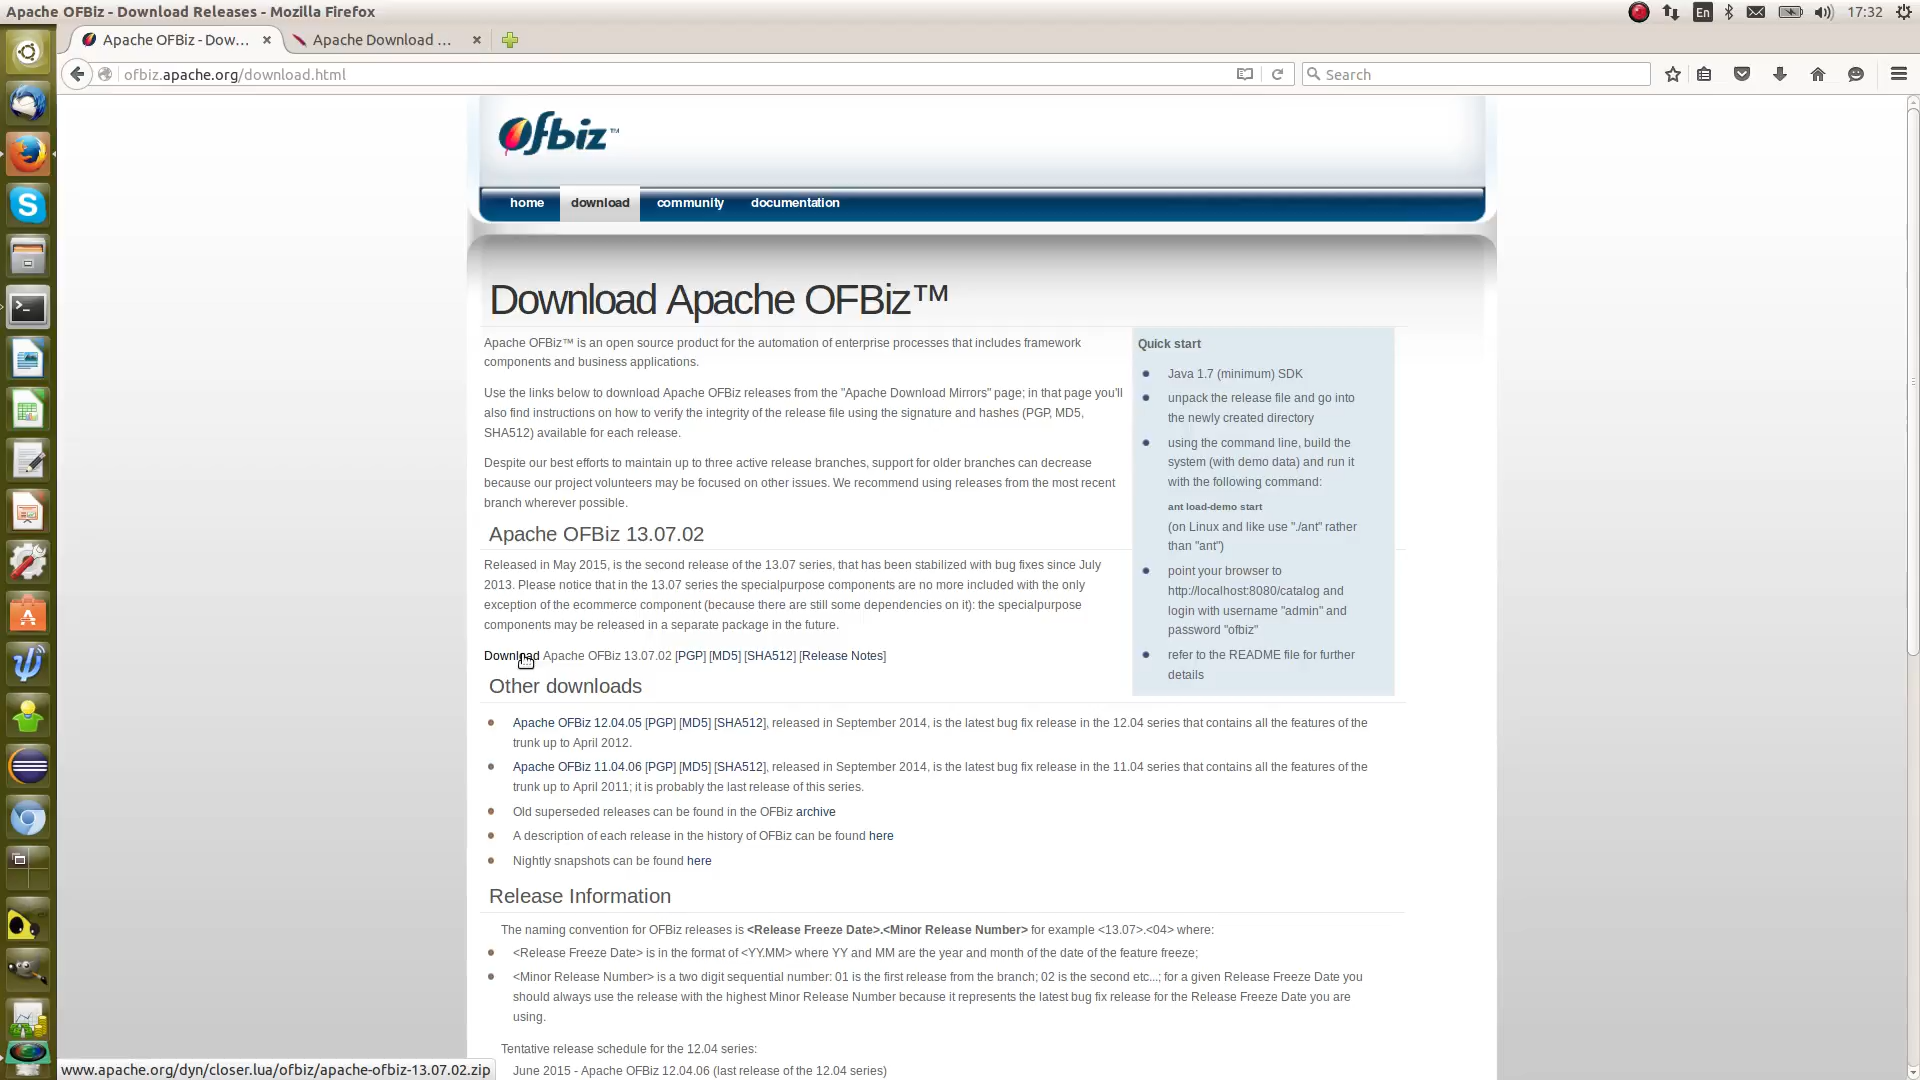 Apache OFBiz - Download Releases - Mozilla Firefox
En
17:32
Apache OFBiz - Dow...
Apache Download ...
ofbiz.apache.org/download.html
Search
Ofbiz™
home
download
community
documentation
Download Apache OFBiz™
Apache OFBiz™ is an open source product for the automation of enterprise processes that includes framework
components and business applications.
Use the links below to download Apache OFBiz releases from the "Apache Download Mirrors" page; in that page you'll
also find instructions on how to verify the integrity of the release file using the signature and hashes (PGP, MD5,
SHA512) available for each release.
Despite our best efforts to maintain up to three active release branches, support for older branches can decrease
because our project volunteers may be focused on other issues. We recommend using releases from the most recent
branch wherever possible.
Quick start
Java 1.7 (minimum) SDK
unpack the release file and go into
the newly created directory
using the command line, build the
system (with demo data) and run it
with the following command:
ant load-demo start
(on Linux and like use "./ant" rather
than "ant")
point your browser to
http://localhost:8080/catalog and
login with username "admin" and
password "ofbiz"
refer to the README file for further
details
Apache OFBiz 13.07.02
Released in May 2015, is the second release of the 13.07 series, that has been stabilized with bug fixes since July
2013. Please notice that in the 13.07 series the specialpurpose components are no more included with the only
exception of the ecommerce component (because there are still some dependencies on it): the specialpurpose
components may be released in a separate package in the future.
Download Apache OFBiz 13.07.02 [PGP] [MD5] [SHA512] [Release Notes]
Other downloads
Apache OFBiz 12.04.05 [PGP] [MD5] [SHA512], released in September 2014, is the latest bug fix release in the 12.04 series that contains all the features of the
trunk up to April 2012.
Apache OFBiz 11.04.06 [PGP] [MD5] [SHA512], released in September 2014, is the latest bug fix release in the 11.04 series that contains all the features of the
trunk up to April 2011; it is probably the last release of this series.
Old superseded releases can be found in the OFBiz archive
A description of each release in the history of OFBiz can be found here
Nightly snapshots can be found here
Release Information
The naming convention for OFBiz releases is <Release Freeze Date>.<Minor Release Number> for example <13.07>.<04> where:
<Release Freeze Date> is in the format of <YY.MM> where YY and MM are the year and month of the date of the feature freeze;
<Minor Release Number> is a two digit sequential number: 01 is the first release from the branch; 02 is the second etc...; for a given Release Freeze Date you
should always use the release with the highest Minor Release Number because it represents the latest bug fix release for the Release Freeze Date you are
using.
Tentative release schedule for the 12.04 series:
June 2015 - Apache OFBiz 12.04.06 (last release of the 12.04 series)
www.apache.org/dyn/closer.lua/ofbiz/apache-ofbiz-13.07.02.zip